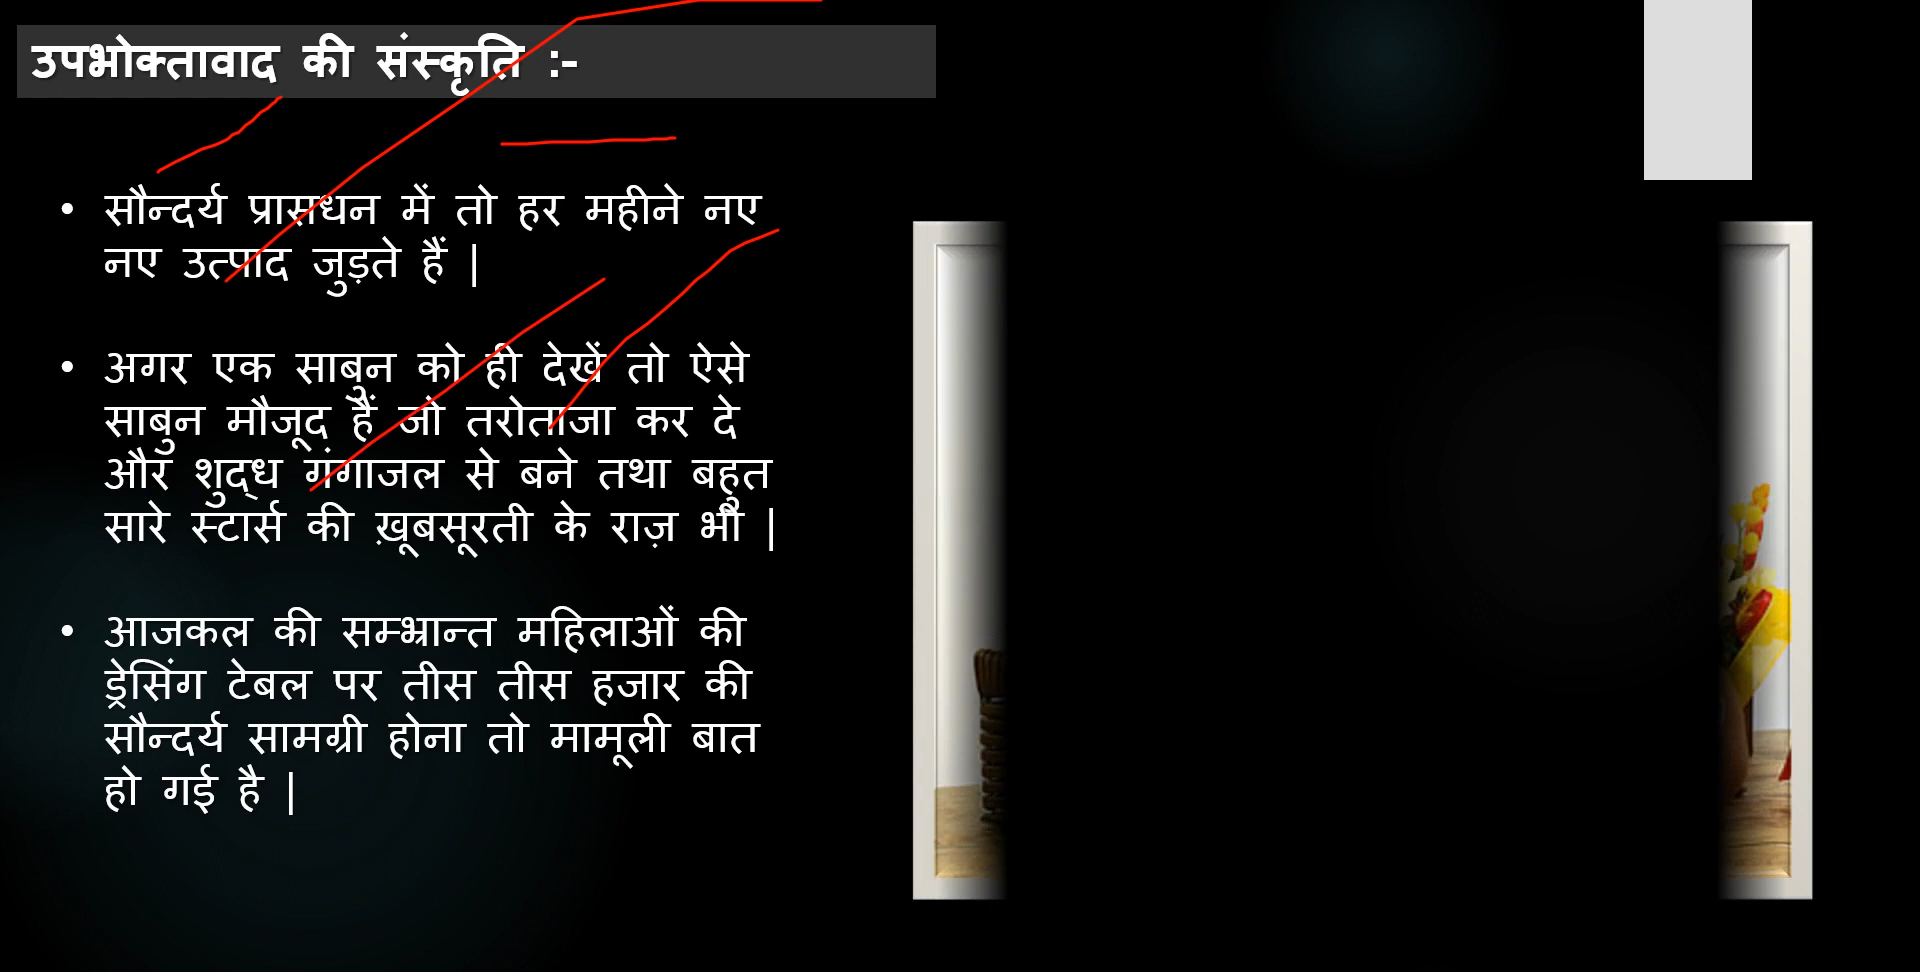 उपभोक्तावाद की संस्कृति :-
• सौन्दर्य प्रासधन में तो हर महीने नए
नए उत्पाद जुड़ते हैं |
• अगर एक साबुन को ही देखें तो ऐसे
साबुन मौजूद हैं जो तरोताजा कर दे
और शुद्ध गंगाजल से बने तथा बहुत
सारे स्टार्स की ख़ूबसूरती के राज़ भी |
• आजकल की सम्भ्रान्त महिलाओं की
ड्रेसिंग टेबल पर तीस तीस हजार की
सौन्दर्य सामग्री होना तो मामूली बात
हो गई है |